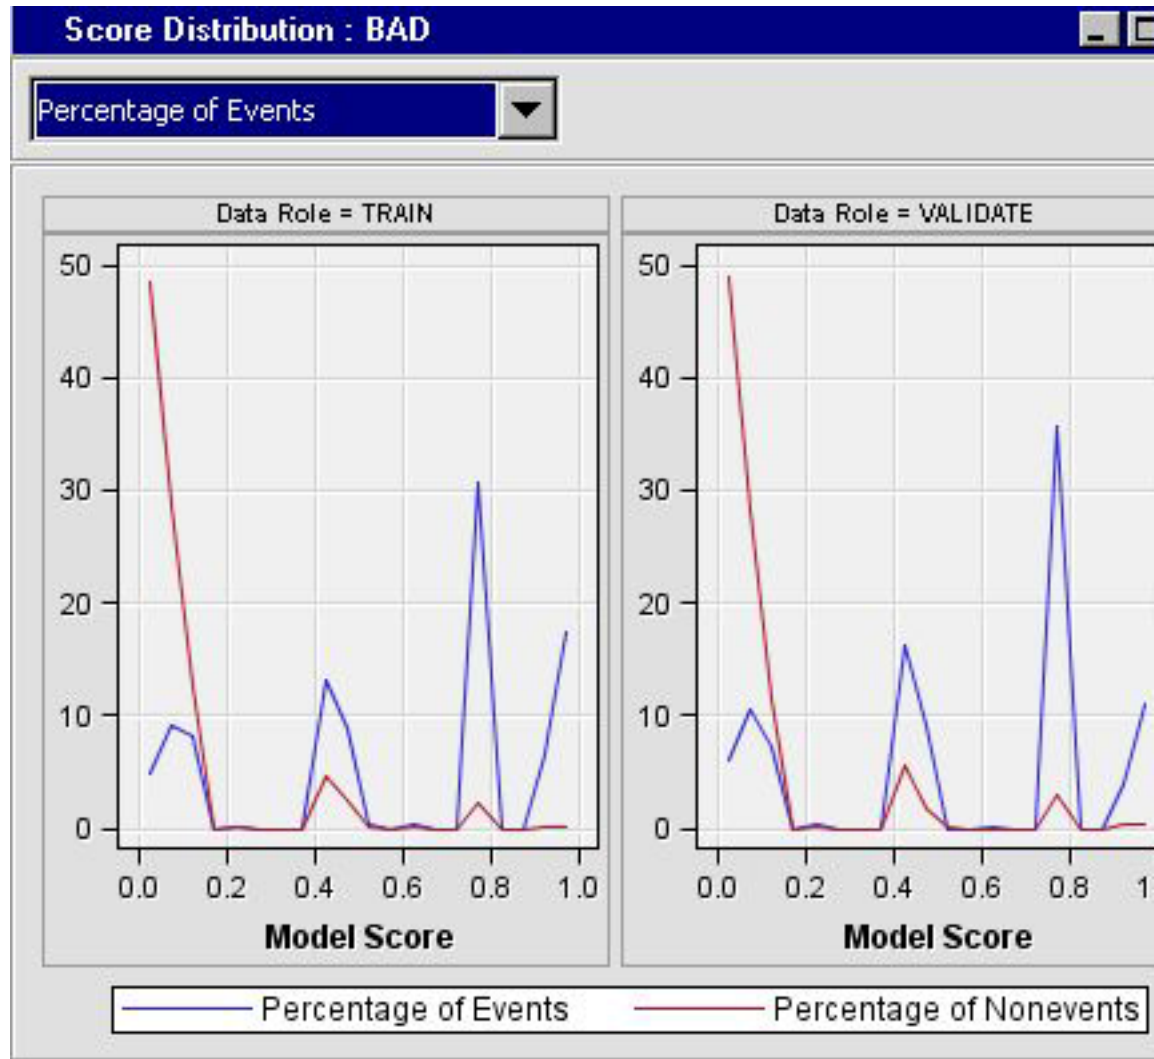 Score Distribution : BAD
Percentage of Events
Data Role = TRAIN
50
40
30
20
10
0
0.0 0.2 0.4 0.6 0.8 1.0
Model Score
Data Role = VALIDATE
50
40
30
20
10
0
0.0 0.2 0.4 0.6 0.8 1
Model Score
Percentage of Events Percentage of Nonevents